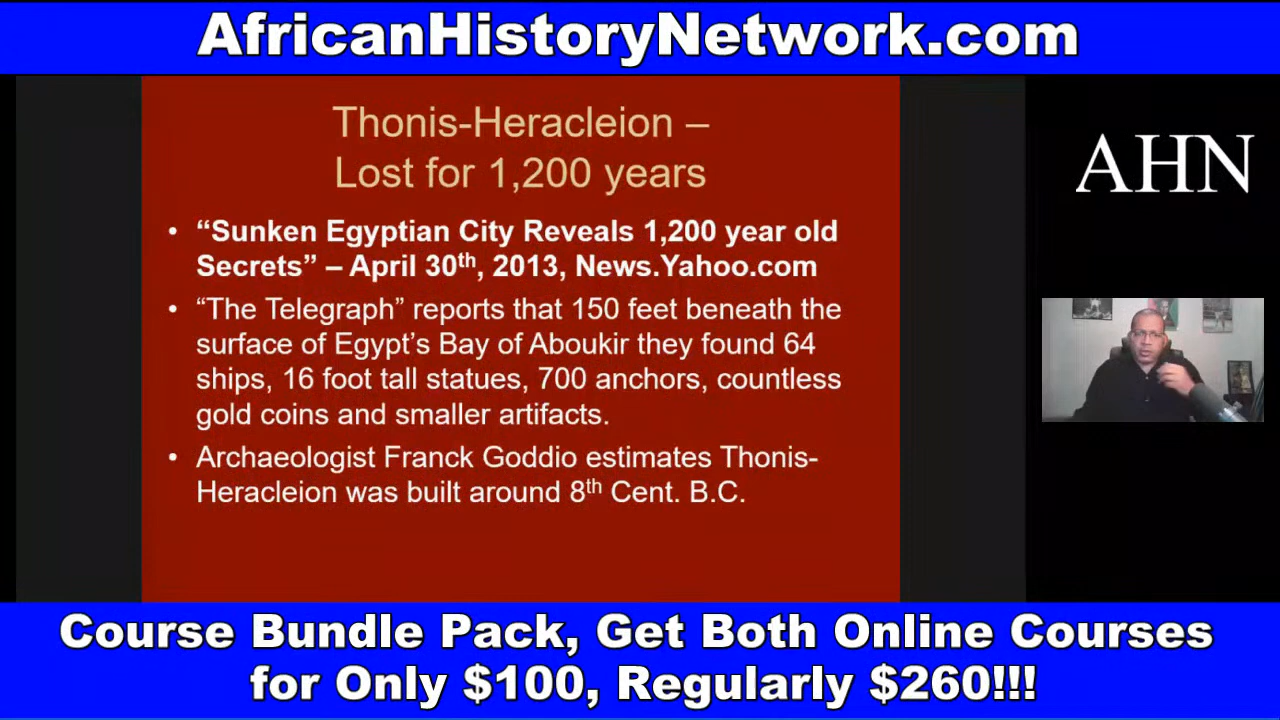 AfricanHistoryNetwork.com
Thonis-Heracleion –
Lost for 1,200 years
• “Sunken Egyptian City Reveals 1,200 year old
Secrets” – April 30th, 2013, News.Yahoo.com
• “The Telegraph” reports that 150 feet beneath the
surface of Egypt’s Bay of Aboukir they found 64
ships, 16 foot tall statues, 700 anchors, countless
gold coins and smaller artifacts.
• Archaeologist Franck Goddio estimates Thonis-
Heracleion was built around 8th Cent. B.C.
AHN
Course Bundle Pack, Get Both Online Courses
for Only $100, Regularly $260!!!